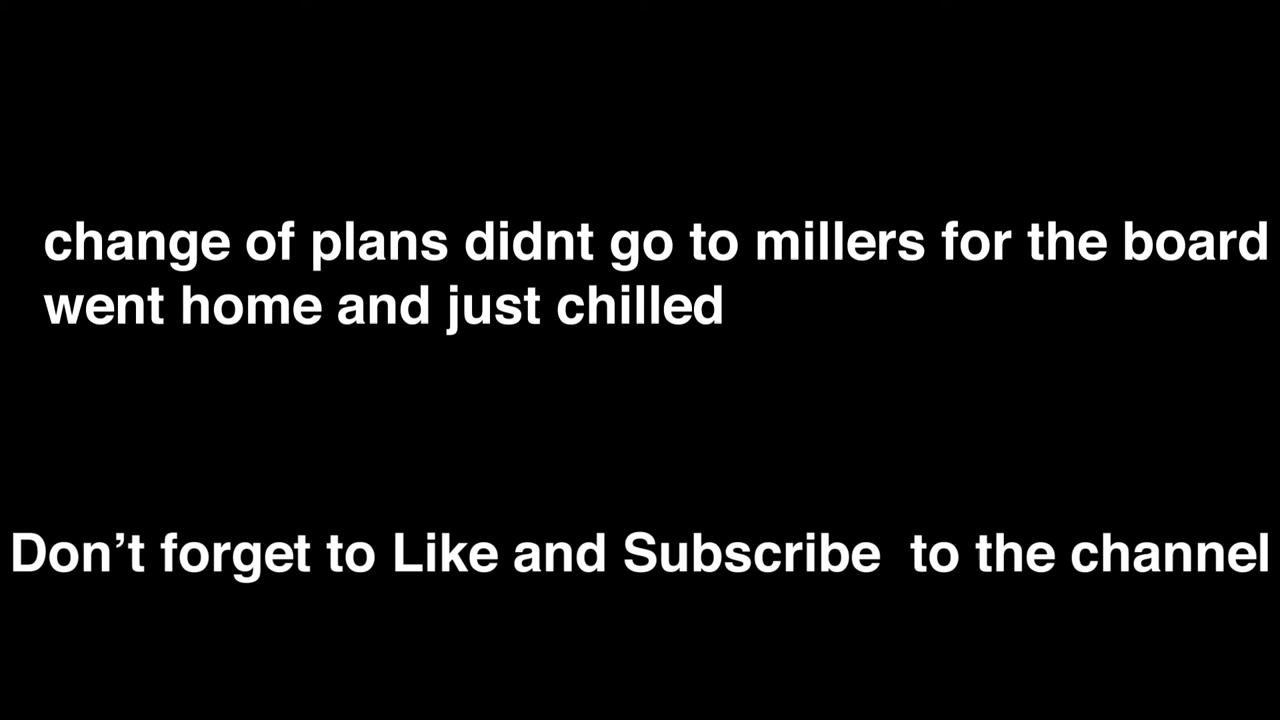 change of plans didnt go to millers for the board
went home and just chilled
Don’t forget to Like and Subscribe  to the channel